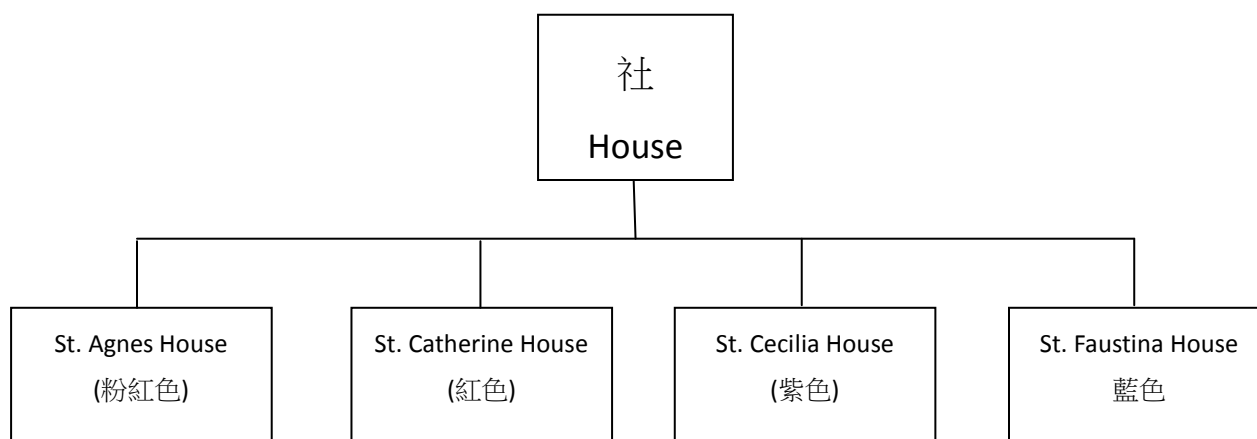 社
House
St. Agnes House
(粉紅色)
St. Catherine House
(紅色)
St. Cecilia House
(紫色)
St. Faustina House
藍色